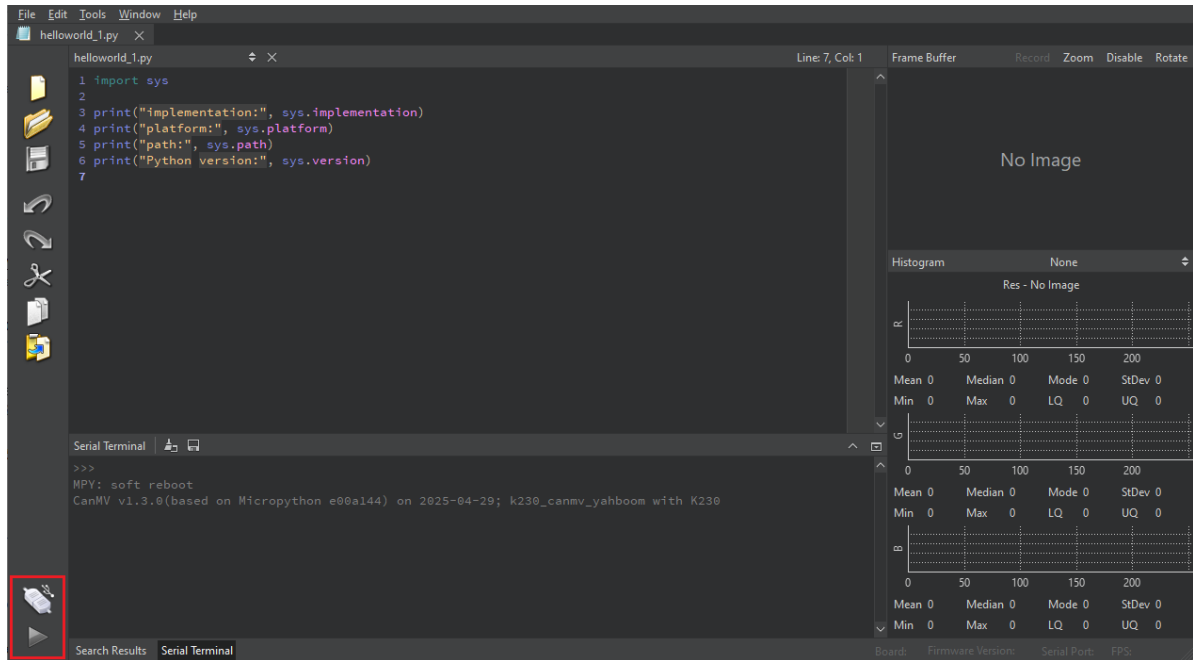 File Edit Tools Window Help
helloworld_1.py
helloworld_1.py Line: 7, Col: 1
1 import sys
2
3 print("implementation:", sys.implementation)
4 print("platform:", sys.platform)
5 print("path:", sys.path)
6 print("Python version:", sys.version)
7
Serial Terminal
>>>
MPY: soft reboot
CanMV v1.3.0(based on Micropython e00a144) on 2025-04-29; k230_canmv_yahboom with K230
Search Results Serial Terminal
Frame Buffer Record Zoom Disable Rotate
No Image
Histogram None
Res - No Image
R
0 50 100 150 200
Mean 0 Median 0 Mode 0 StDev 0
Min 0 Max 0 LQ 0 UQ 0
G
0 50 100 150 200
Mean 0 Median 0 Mode 0 StDev 0
Min 0 Max 0 LQ 0 UQ 0
B
0 50 100 150 200
Mean 0 Median 0 Mode 0 StDev 0
Min 0 Max 0 LQ 0 UQ 0
Board: Firmware Version: Serial Port: FPS: